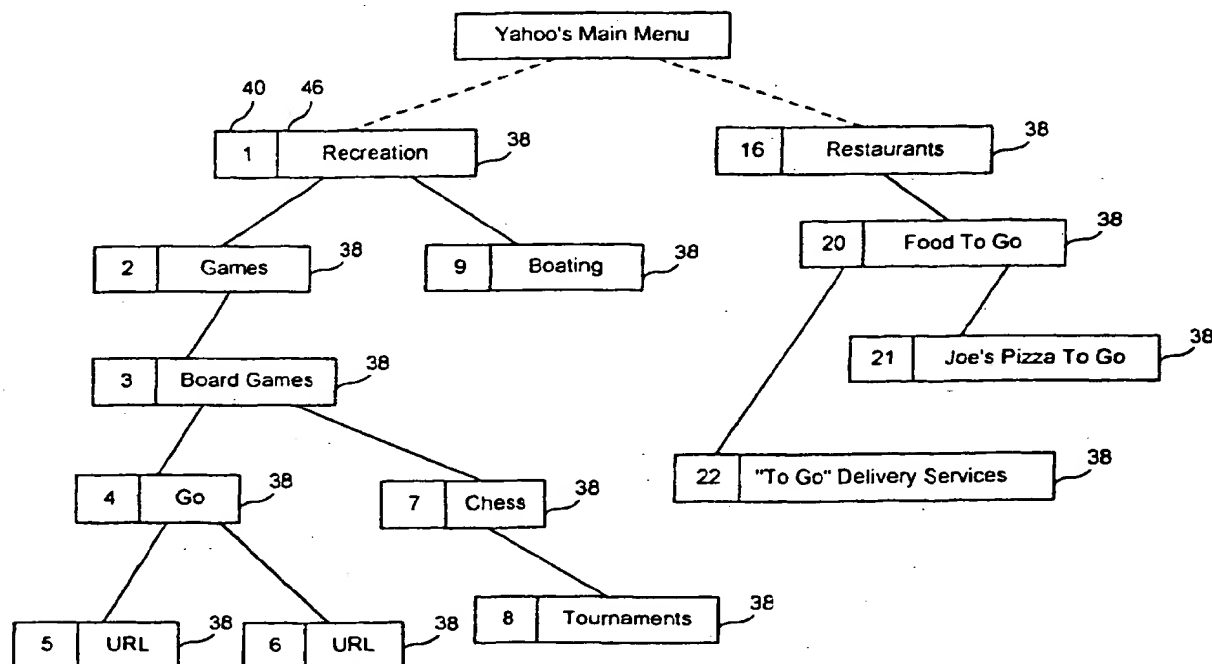 Yahoo's Main Menu
40 46
1 Recreation 38
16 Restaurants 38
2 Games 38
9 Boating 38
20 Food To Go 38
3 Board Games 38
21 Joe's Pizza To Go 38
4 Go 38
7 Chess 38
22 "To Go" Delivery Services 38
5 URL 38
6 URL 38
8 Tournaments 38